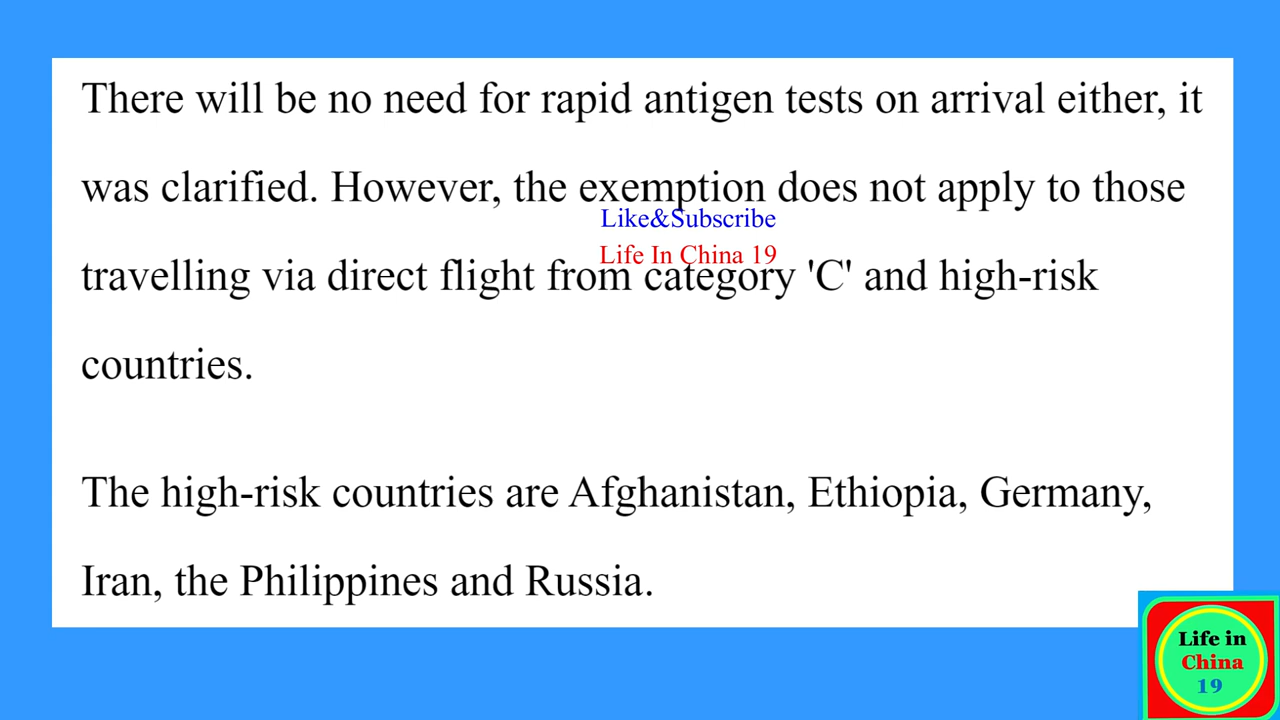 There will be no need for rapid antigen tests on arrival either, it
was clarified. However, the exemption does not apply to those
Like&Subscribe
Life In China 19
travelling via direct flight from category 'C' and high-risk
countries.
The high-risk countries are Afghanistan, Ethiopia, Germany,
Iran, the Philippines and Russia.
Life in
China
19